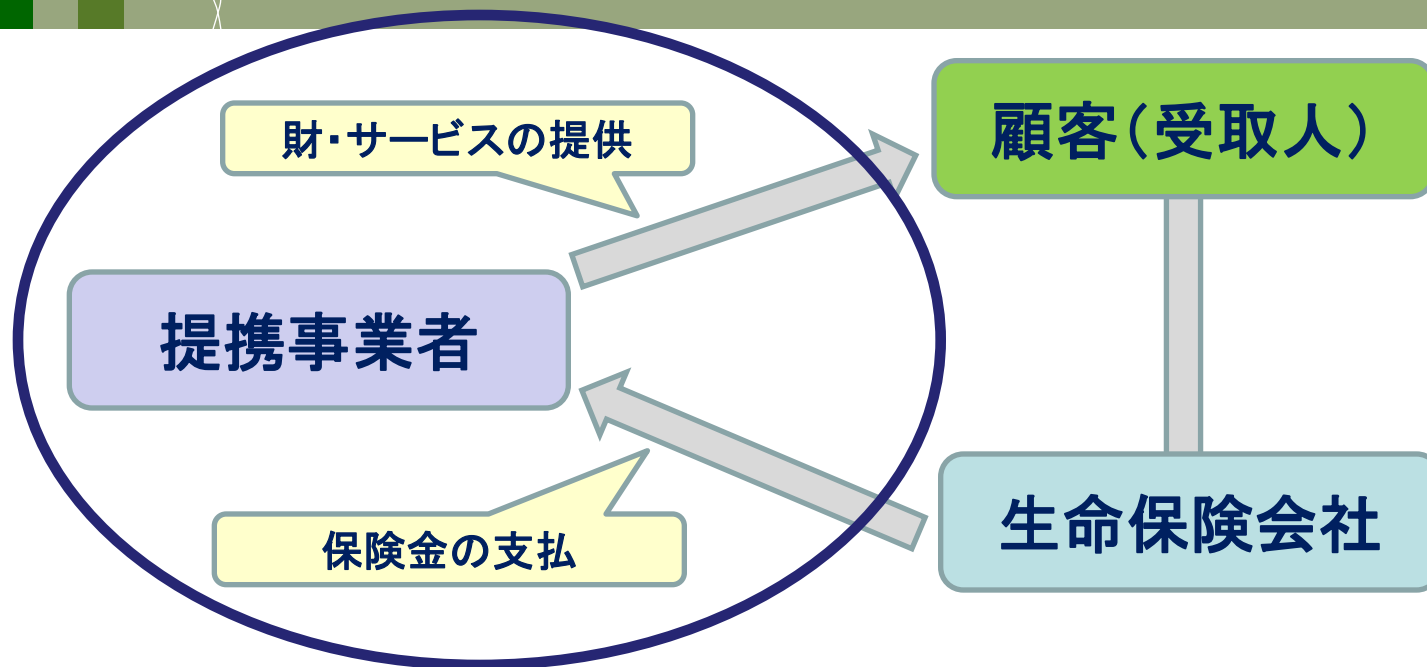 財・サービスの提供
顧客（受取人）
提携事業者
保険金の支払
生命保険会社